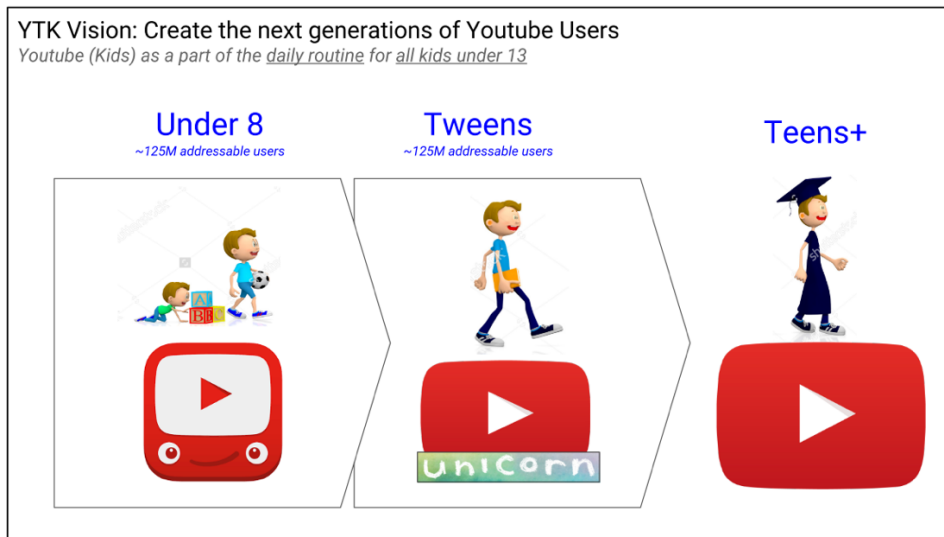 YTK Vision: Create the next generations of Youtube Users
Youtube (Kids) as a part of the daily routine for all kids under 13
Under 8
~125M addressable users
Tweens
~125M addressable users
Teens+
A
B
unicorn